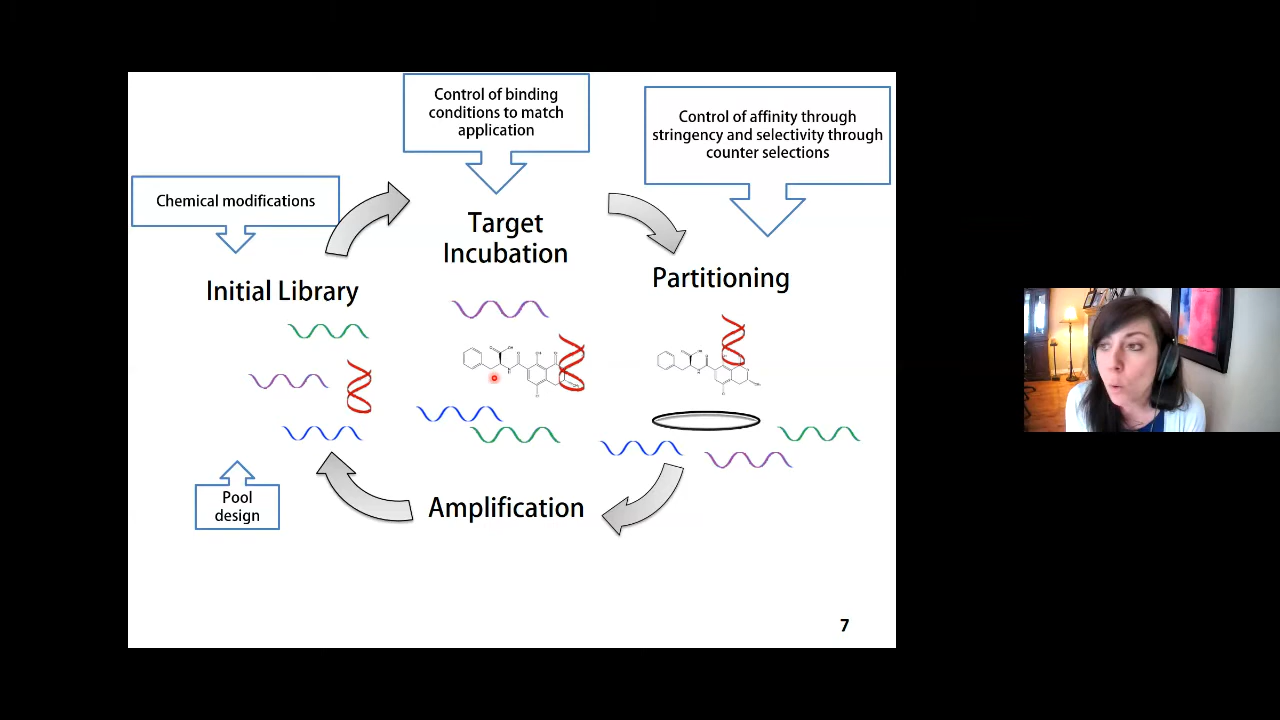 Control of binding
conditions to match
application
Control of affinity through
stringency and selectivity through
counter selections
Chemical modifications
Target
Incubation
Partitioning
Initial Library
Pool
design
Amplification
7